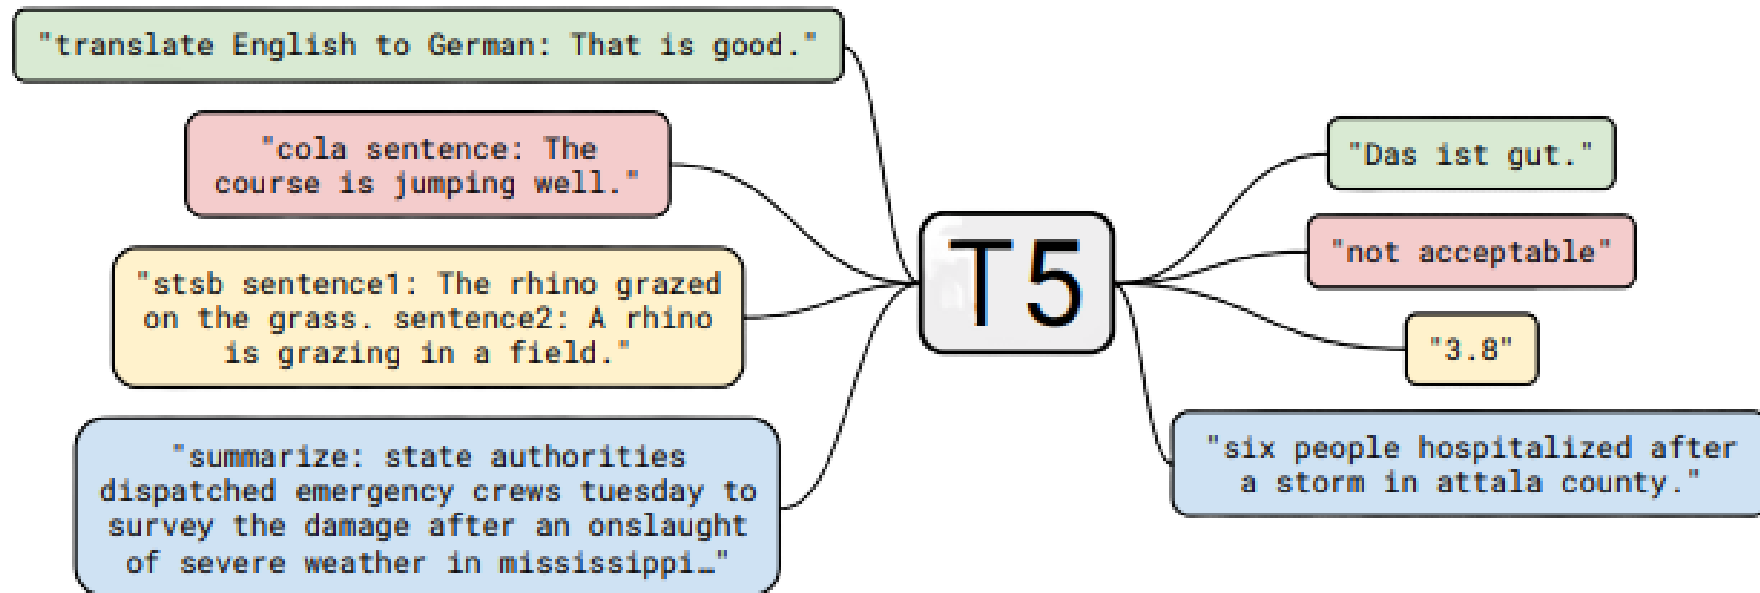 "translate English to German: That is good."
"cola sentence: The
course is jumping well."
"stsb sentence1: The rhino grazed
on the grass. sentence2: A rhino
is grazing in a field."
"summarize: state authorities
dispatched emergency crews tuesday to
survey the damage after an onslaught
of severe weather in mississippi…"
T5
"Das ist gut."
"not acceptable"
"3.8"
"six people hospitalized after
a storm in attala county."